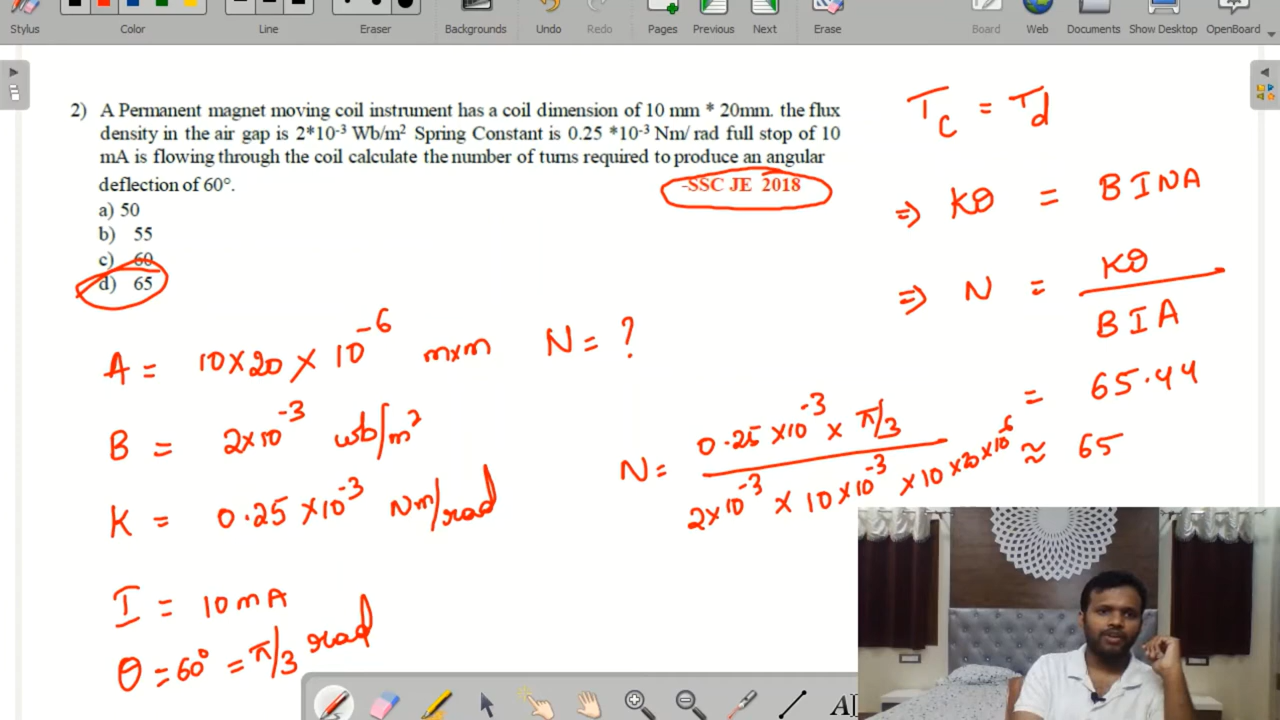 Stylus Color Line Eraser Backgrounds Undo Redo Pages Previous Next Erase Board Web Documents Show Desktop OpenBoard
2) A Permanent magnet moving coil instrument has a coil dimension of 10 mm * 20mm. the flux
density in the air gap is 2*10⁻³ Wb/m² Spring Constant is 0.25 *10⁻³ Nm/ rad full stop of 10
mA is flowing through the coil calculate the number of turns required to produce an angular
deflection of 60°.
-SSC JE 2018
a) 50
b) 55
c) 60
d) 65
T_C = T_d
⇒ Kθ = BINA
⇒ N = Kθ / BIA
A = 10×20 × 10⁻⁶ m×m N = ?
B = 2×10⁻³ wb/m²
K = 0.25 ×10⁻³ Nm/rad
I = 10mA
θ = 60° = π/3 rad
N = 0.25 ×10⁻³ × π/3 / 2×10⁻³ × 10×10⁻³ × 10×20×10⁻⁶
= 65.44
≈ 65
A